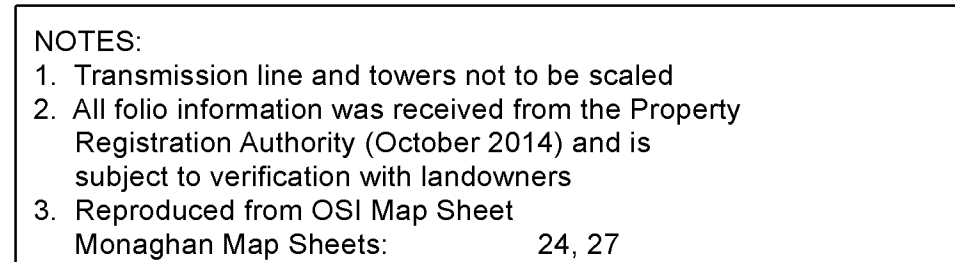 NOTES:
1. Transmission line and towers not to be scaled
2. All folio information was received from the Property
Registration Authority (October 2014) and is
subject to verification with landowners
3. Reproduced from OSI Map Sheet
Monaghan Map Sheets: 24, 27